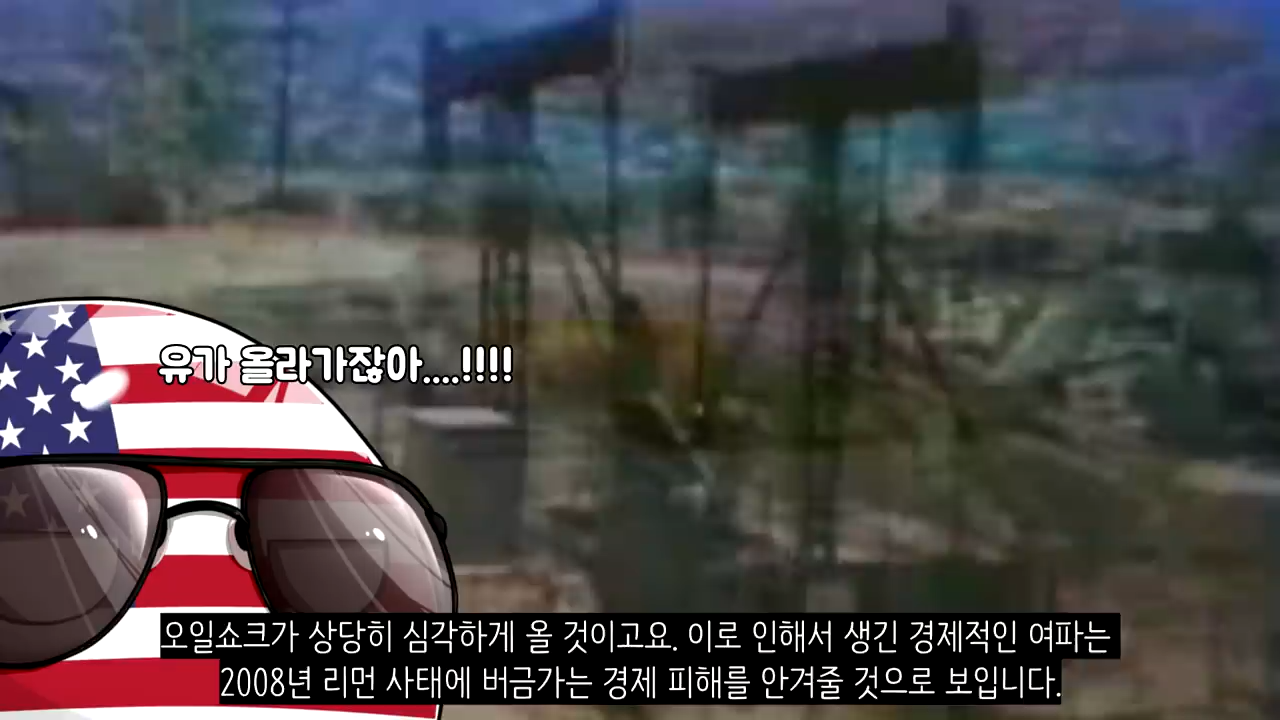 유가 올라가잖아....!!!!
오일쇼크가 상당히 심각하게 올 것이고요. 이로 인해서 생긴 경제적인 여파는
2008년 리먼 사태에 버금가는 경제 피해를 안겨줄 것으로 보입니다.